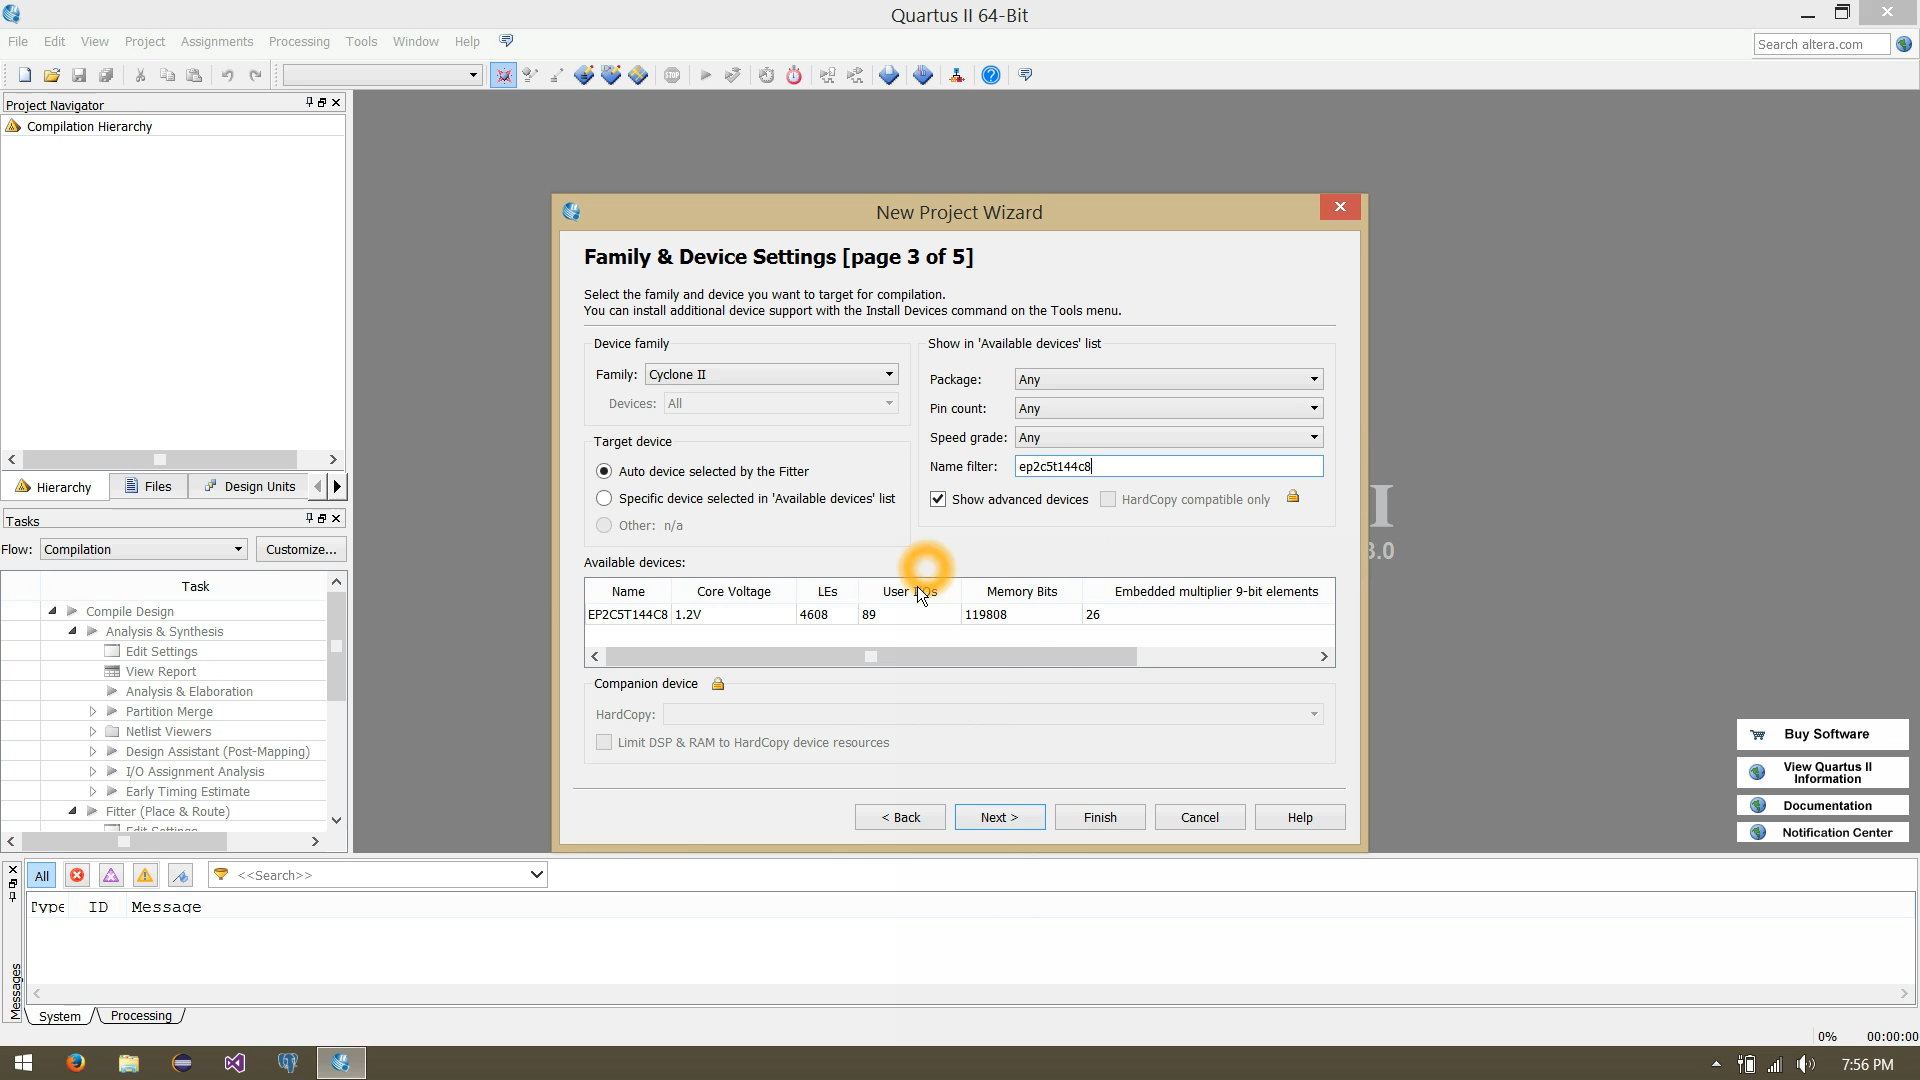 Quartus II 64-Bit
File Edit View Project Assignments Processing Tools Window Help
Search altera.com
Project Navigator
Compilation Hierarchy
Hierarchy Files Design Units
Tasks
Flow: Compilation Customize...
Task
Compile Design
Analysis & Synthesis
Edit Settings
View Report
Analysis & Elaboration
Partition Merge
Netlist Viewers
Design Assistant (Post-Mapping)
I/O Assignment Analysis
Early Timing Estimate
Fitter (Place & Route)
Edit Settings
New Project Wizard
Family & Device Settings [page 3 of 5]
Select the family and device you want to target for compilation.
You can install additional device support with the Install Devices command on the Tools menu.
Device family
Family: Cyclone II
Devices: All
Target device
Auto device selected by the Fitter
Specific device selected in 'Available devices' list
Other: n/a
Show in 'Available devices' list
Package: Any
Pin count: Any
Speed grade: Any
Name filter: ep2c5t144c8
Show advanced devices HardCopy compatible only
Available devices:
Name Core Voltage LEs User I/Os Memory Bits Embedded multiplier 9-bit elements
EP2C5T144C8 1.2V 4608 89 119808 26
Companion device
HardCopy:
Limit DSP & RAM to HardCopy device resources
< Back Next > Finish Cancel Help
I
3.0
Buy Software
View Quartus II
Information
Documentation
Notification Center
All <<Search>>
Type ID Message
Messages
System Processing
0% 00:00:00
7:56 PM